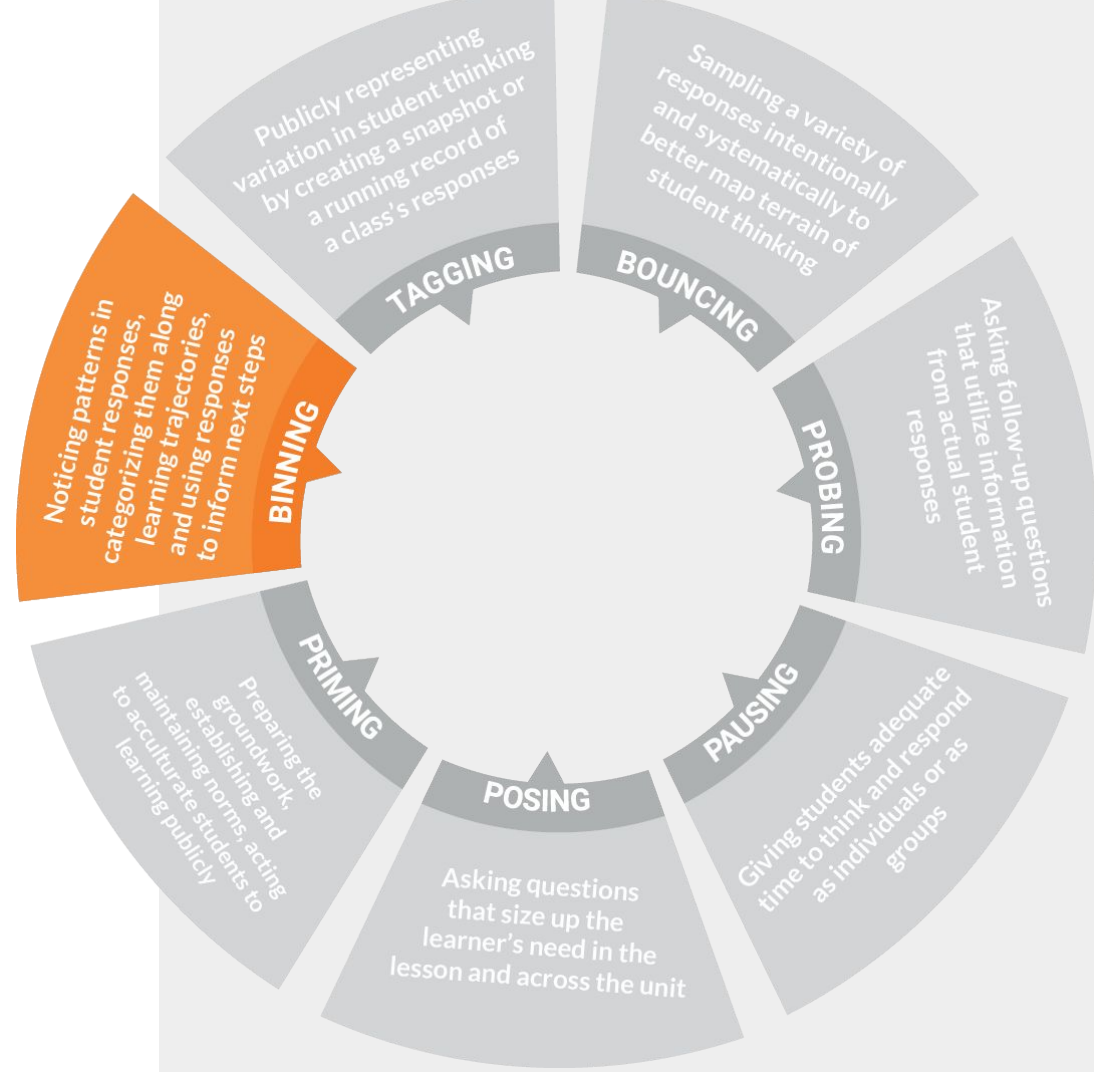 Publicly representing
variation in student thinking
by creating a snapshot or
a running record of
a class's responses
TAGGING
Sampling a variety of
responses intentionally
and systematically to
better map terrain of
student thinking
BOUNCING
Asking follow-up questions
that utilize information
from actual student
responses
PROBING
Giving students adequate
time to think and respond
as individuals or as
groups
PAUSING
POSING
Asking questions
that size up the
learner's need in the
lesson and across the unit
PRIMING
Preparing the
groundwork,
establishing and
maintaining norms, acting
to acculturate students to
learning publicly
BINNING
Noticing patterns in
student responses,
categorizing them along
learning trajectories,
and using responses
to inform next steps